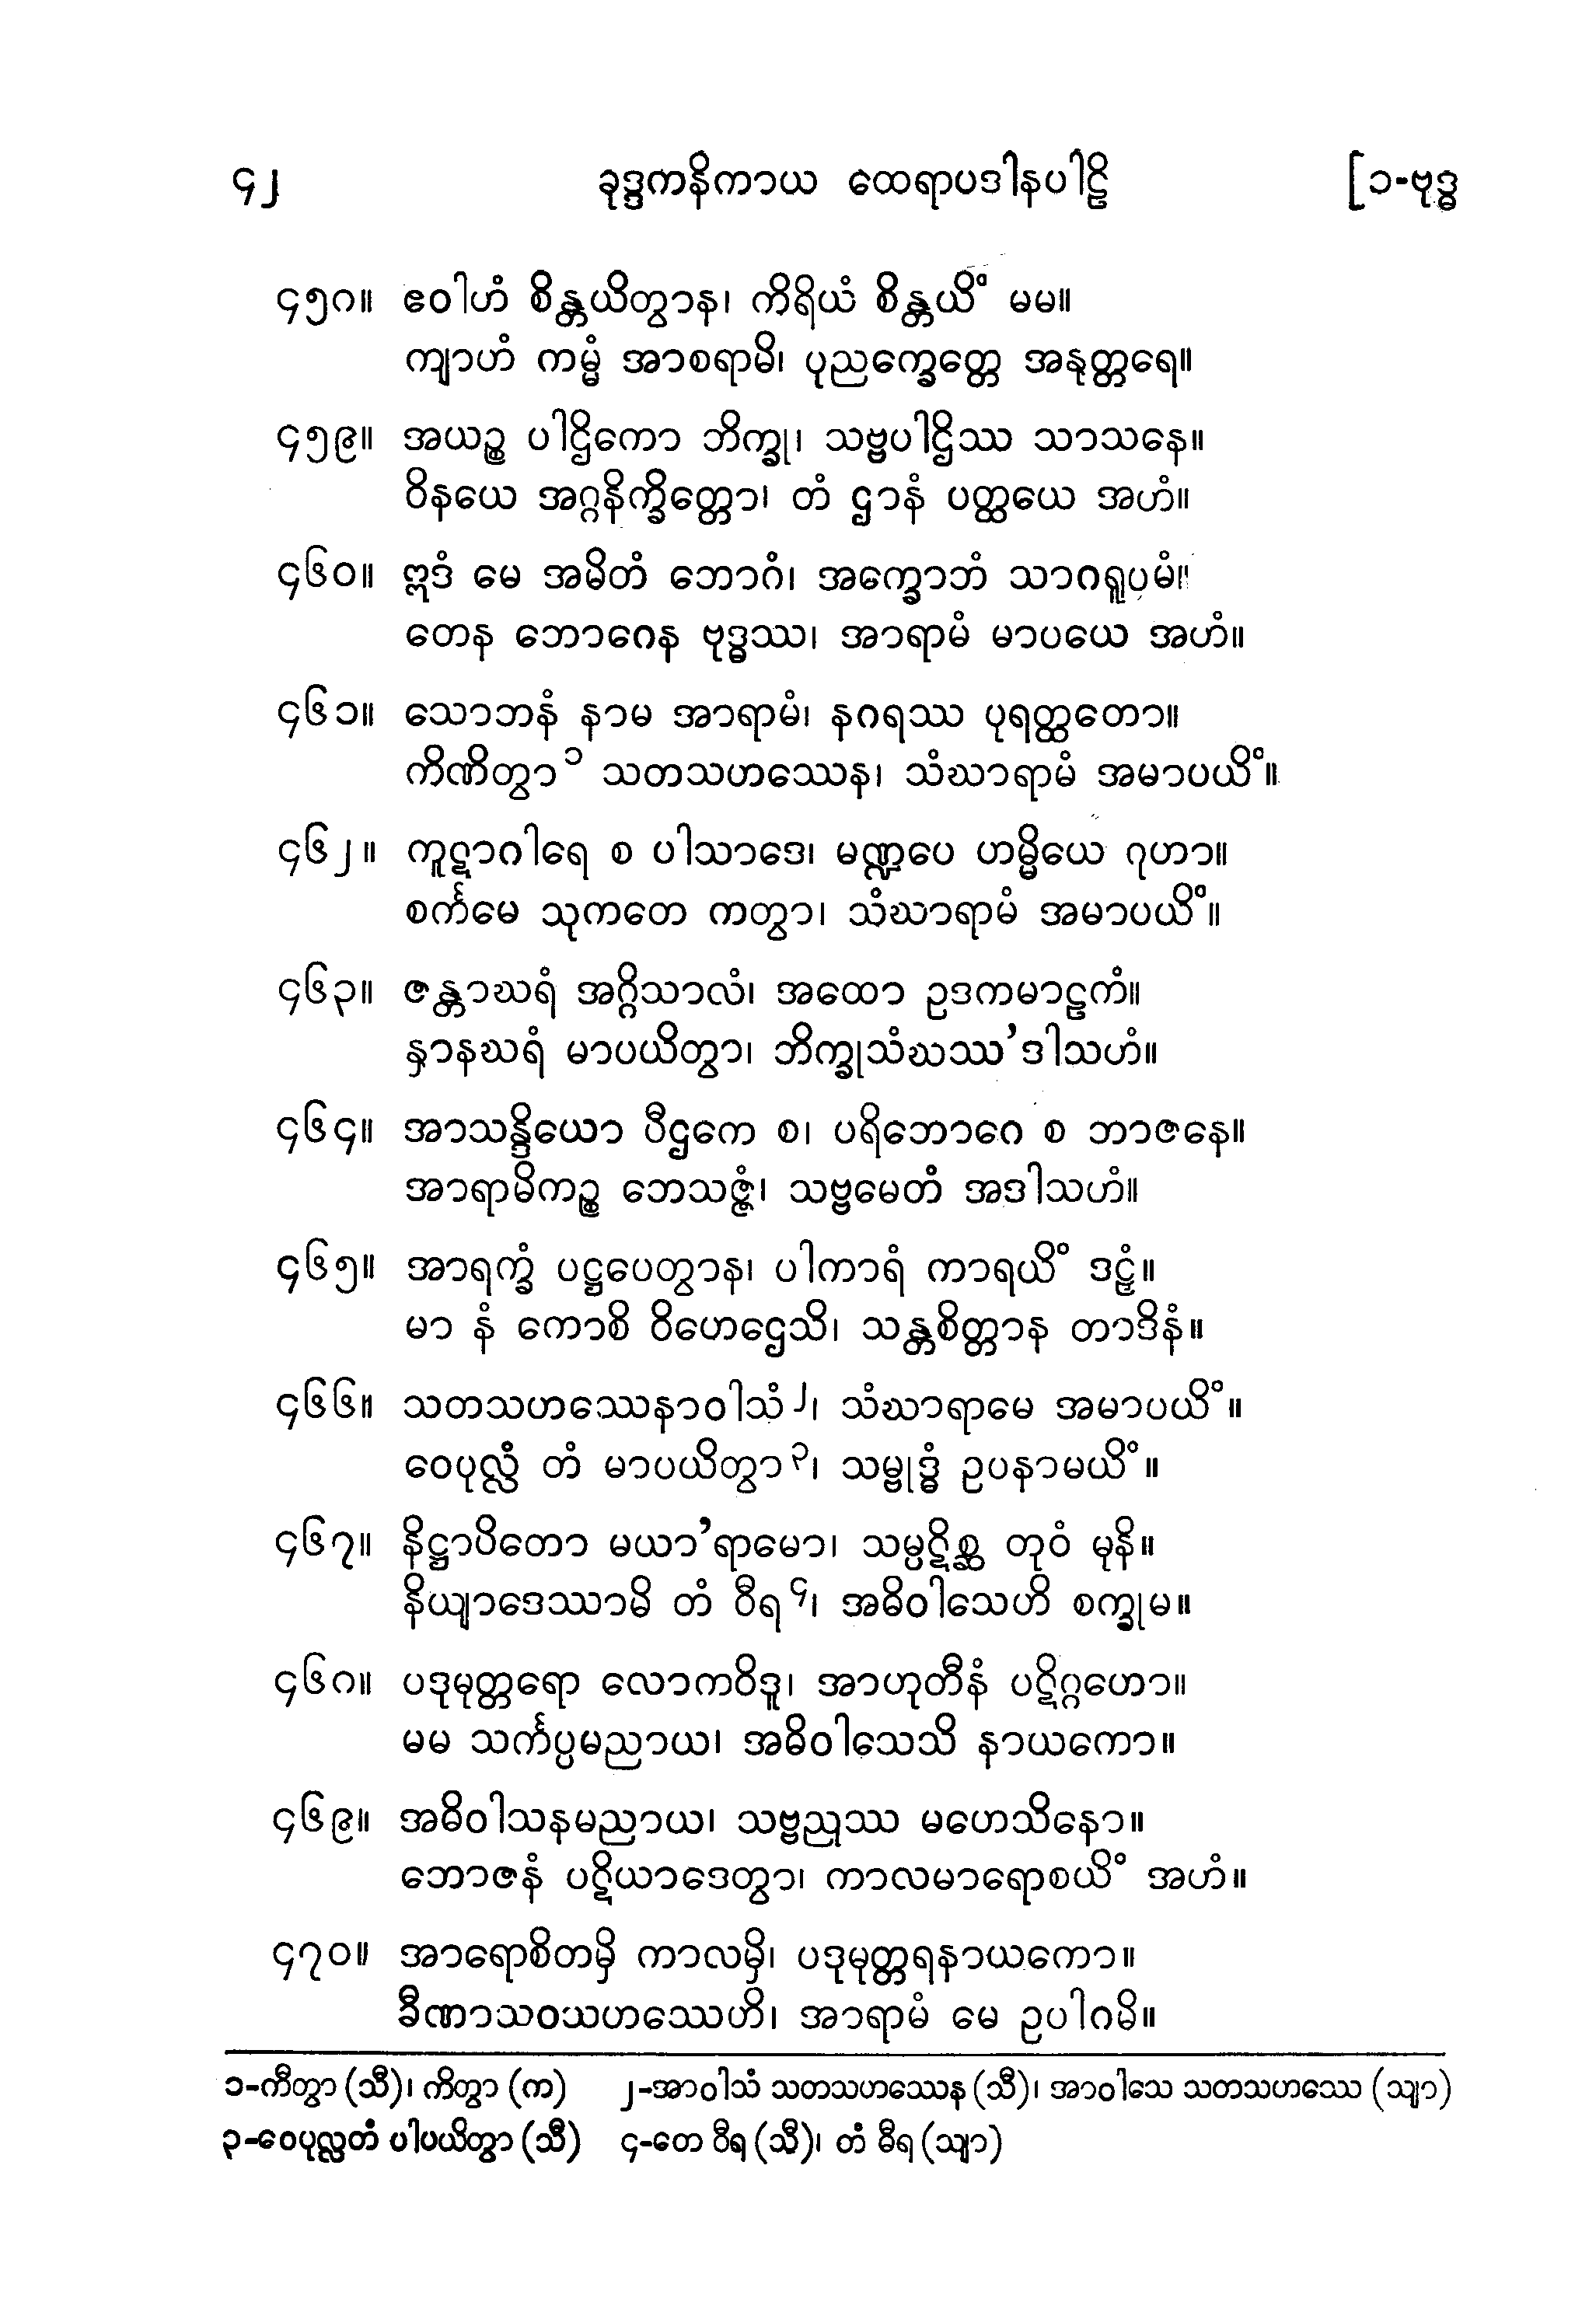 ၄၂ ခုဒ္ဒကနိကာယ ထေရာပဒါနပါဠိ [၁-ဗုဒ္ဓ
၄၅၈။ ဧဝါဟံ စိန္တယိတွာန၊ ကိရိယံ စိန္တယိံ မမ။
ကျာဟံ ကမ္မံ အာစရာမိ၊ ပုညက္ခေတ္တေ အနုတ္တရေ။
၄၅၉။ အယဉ္စ ပါဌိကော ဘိက္ခု၊ သဗ္ဗပါဌိဿ သာသနေ။
ဝိနယေ အဂ္ဂနိက္ခိတ္တော၊ တံ ဌာနံ ပတ္ထယေ အဟံ။
၄၆၀။ ဣဒံ မေ အမိတံ ဘောဂံ၊ အက္ခောဘံ သာဂရူပမံ။
တေန ဘောဂေန ဗုဒ္ဓဿ၊ အာရာမံ မာပယေ အဟံ။
၄၆၁။ သောဘနံ နာမ အာရာမံ၊ နဂရဿ ပုရတ္ထတော။
ကိဏိတွာ၁ သတသဟဿေန၊ သံဃာရာမံ အမာပယိံ။
၄၆၂။ ကူဋာဂါရေ စ ပါသာဒေ၊ မဏ္ဍပေ ဟမ္မိယေ ဂုဟာ။
စင်္ကမေ သုကတေ ကတွာ၊ သံဃာရာမံ အမာပယိံ။
၄၆၃။ ဇန္တာဃရံ အဂ္ဂိသာလံ၊ အထော ဥဒကမာဠကံ။
နှာနဃရံ မာပယိတွာ၊ ဘိက္ခုသံဃဿ’ဒါသဟံ။
၄၆၄။ အာသန္ဒိယော ပီဌကေ စ၊ ပရိဘောဂေ စ ဘာဇနေ။
အာရာမိကဉ္စ ဘေသဇ္ဇံ၊ သဗ္ဗမေတံ အဒါသဟံ။
၄၆၅။ အာရက္ခံ ပဋ္ဌပေတွာန၊ ပါကာရံ ကာရယိံ ဒဠှံ။
မာ နံ ကောစိ ဝိဟေဌေသိ၊ သန္တစိတ္တာန တာဒိနံ။
၄၆၆။ သတသဟဿေနာဝါသံ၂၊ သံဃာရာမေ အမာပယိံ။
ဝေပုလ္လံ တံ မာပယိတွာ၃၊ သမ္ဗုဒ္ဓံ ဥပနာမယိံ။
၄၆၇။ နိဋ္ဌာပိတော မယာ’ရာမော၊ သမ္ပဋိစ္ဆ တုဝံ မုနိ။
နိယျာဒေဿာမိ တံ ဝီရ၄၊ အဓိဝါသေဟိ စက္ခုမ။
၄၆၈။ ပဒုမုတ္တရော လောကဝိဒူ၊ အာဟုတီနံ ပဋိဂ္ဂဟော။
မမ သင်္ကပ္ပမညာယ၊ အဓိဝါသေသိ နာယကော။
၄၆၉။ အဓိဝါသနမညာယ၊ သဗ္ဗညုဿ မဟေသိနော။
ဘောဇနံ ပဋိယာဒေတွာ၊ ကာလမာရောစယိံ အဟံ။
၄၇၀။ အာရောစိတမှိ ကာလမှိ၊ ပဒုမုတ္တရနာယကော။
ခီဏာသဝသဟဿေဟိ၊ အာရာမံ မေ ဥပါဂမိ။
၁-ကီတွာ (သီ)၊ ကိတွာ (က) ၂-အာဝါသံ သတသဟဿေန (သီ)၊ အာဝါသေ သတသဟဿေ (သျာ)
၃-ဝေပုလ္လတံ ပါပယိတွာ (သီ) ၄-တေ ဝီရ (သီ)၊ တံ ဓီရ (သျာ)